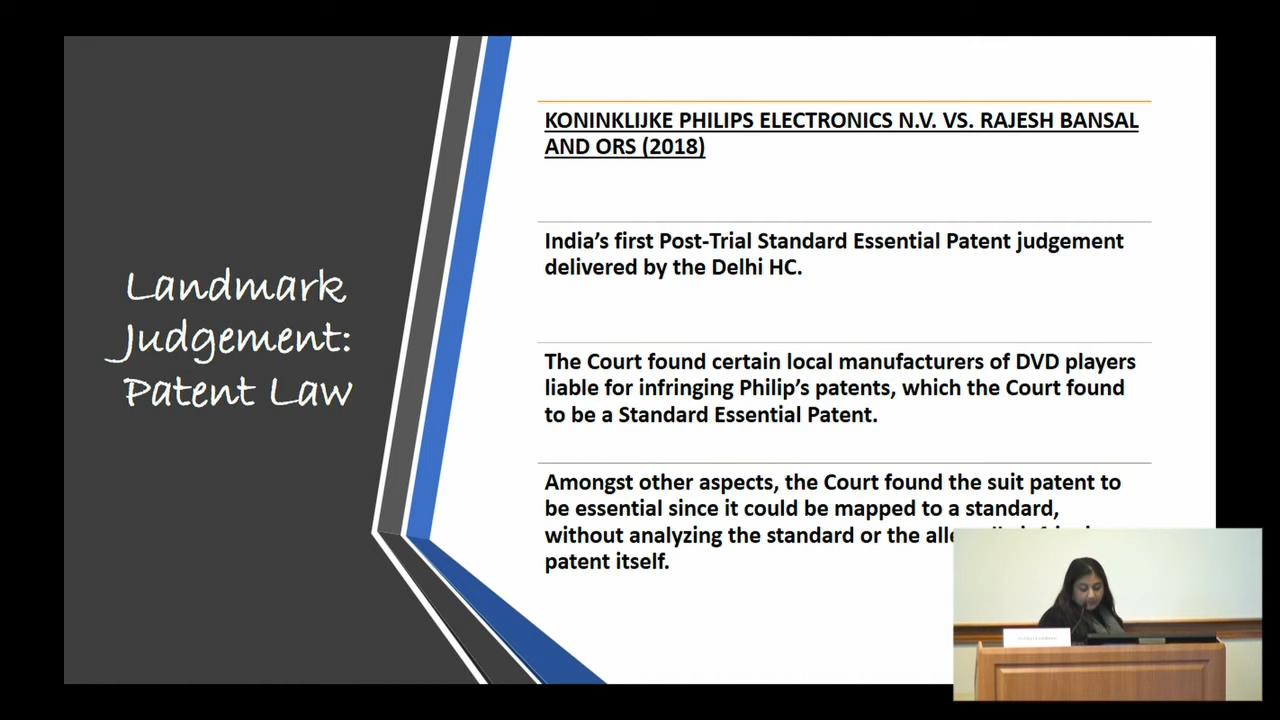 Landmark
Judgement:
Patent Law
KONINKLIJKE PHILIPS ELECTRONICS N.V. VS. RAJESH BANSAL
AND ORS (2018)
India's first Post-Trial Standard Essential Patent judgement
delivered by the Delhi HC.
The Court found certain local manufacturers of DVD players
liable for infringing Philip's patents, which the Court found
to be a Standard Essential Patent.
Amongst other aspects, the Court found the suit patent to
be essential since it could be mapped to a standard,
without analyzing the standard or the
patent itself.